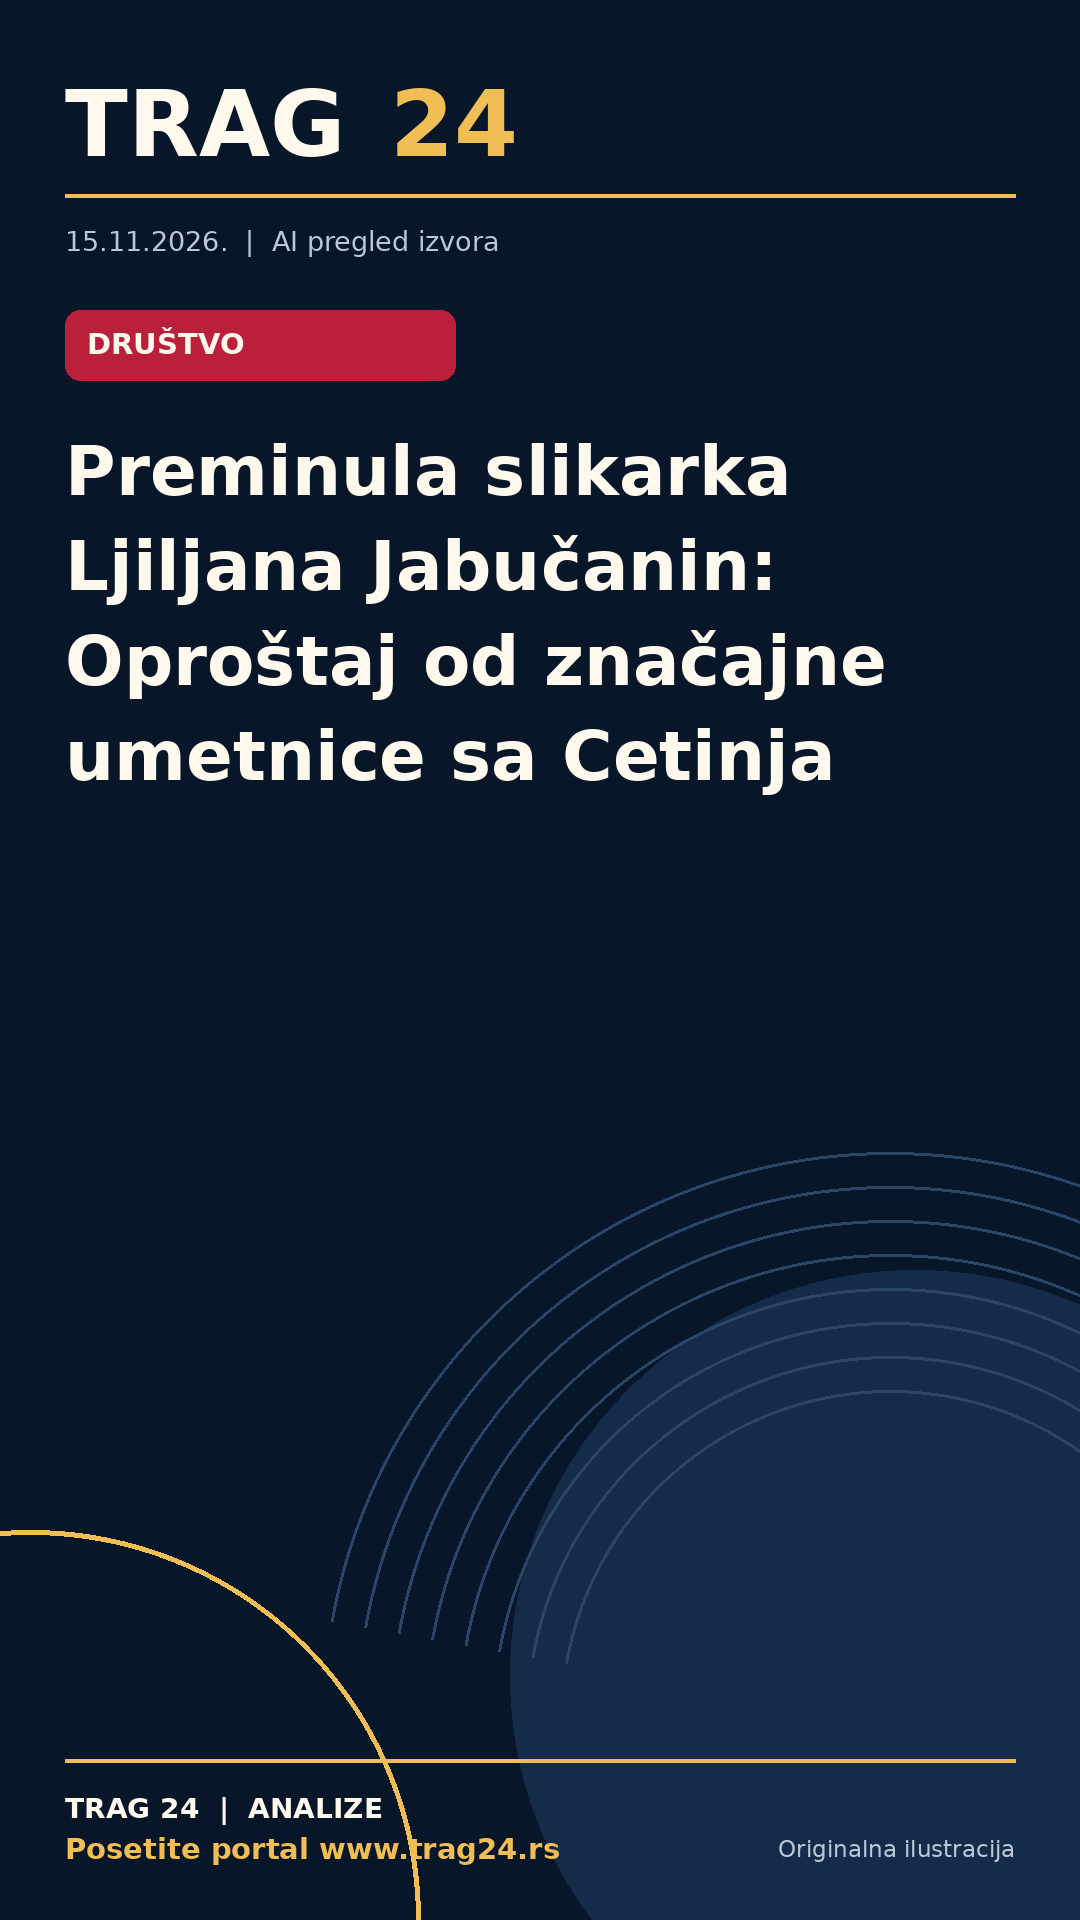 TRAG 24
15.11.2026. | AI pregled izvora
DRUŠTVO
Preminula slikarka
Ljiljana Jabučanin:
Oproštaj od značajne
umetnice sa Cetinja
TRAG 24 | ANALIZE
Posetite portal www.trag24.rs
Originalna ilustracija